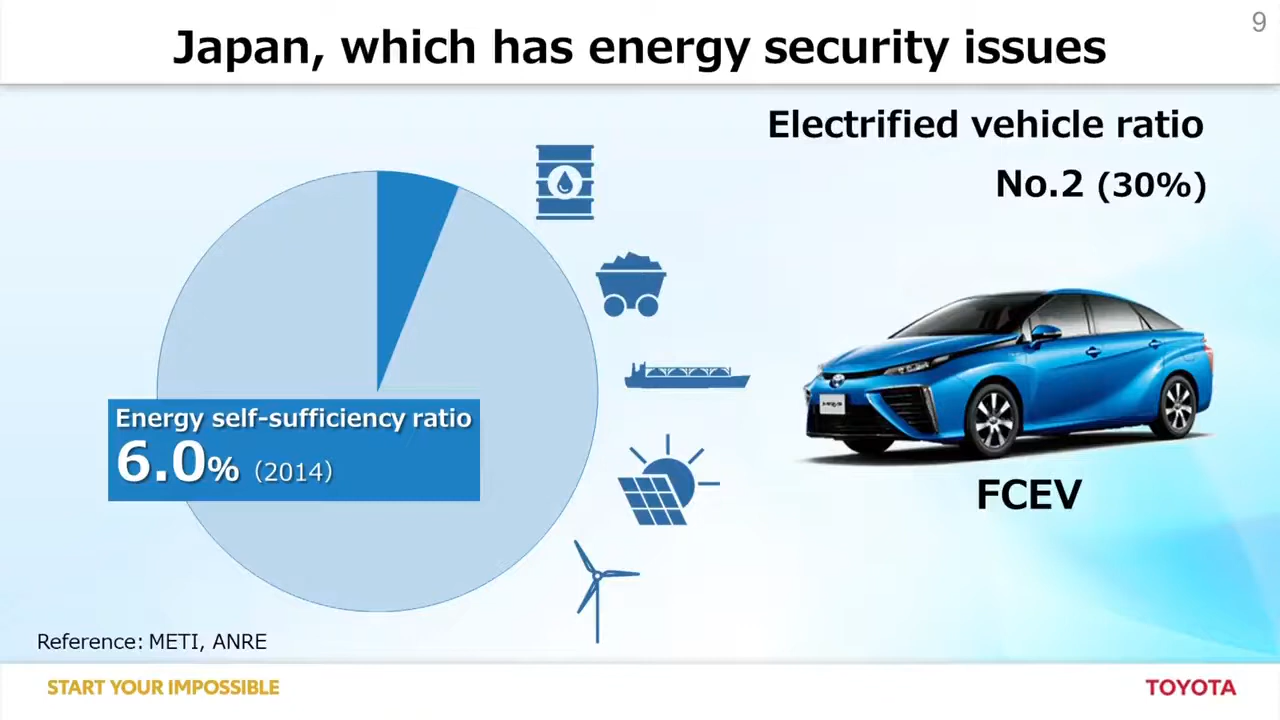 9
Japan, which has energy security issues
Electrified vehicle ratio
No.2 (30%)
Energy self-sufficiency ratio
6.0% （2014）
FCEV
Reference: METI, ANRE
START YOUR IMPOSSIBLE
TOYOTA